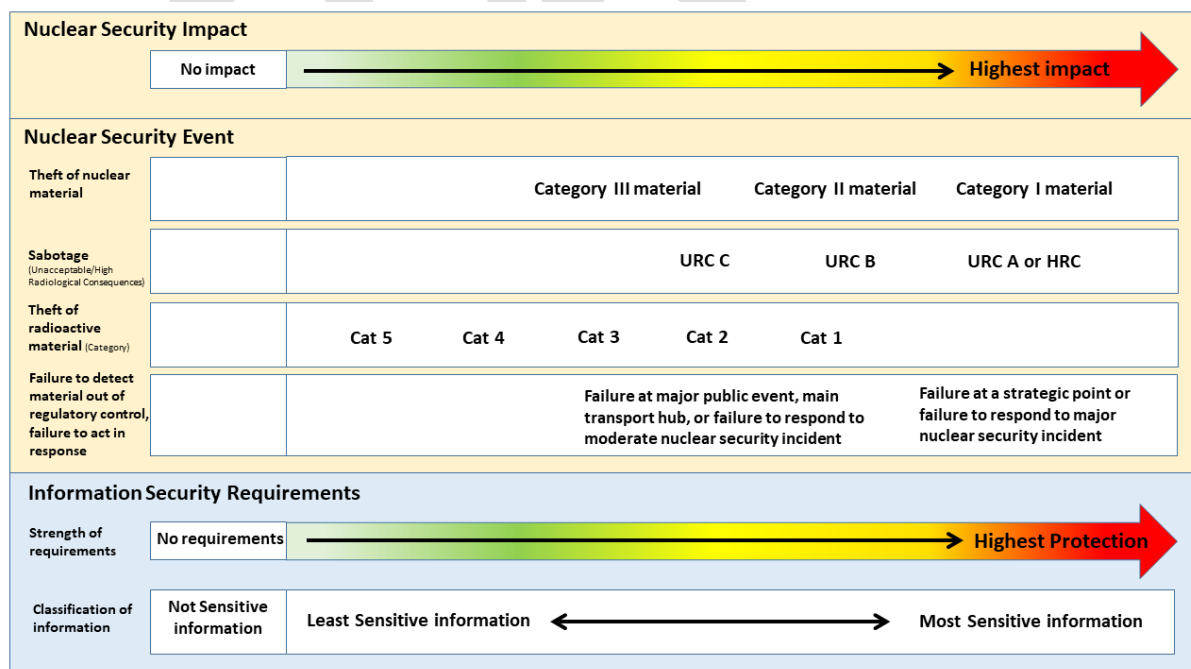 Nuclear Security Impact
No impact
Highest impact
Nuclear Security Event
Theft of nuclear
material
Category III material
Category II material
Category I material
Sabotage
(Unacceptable/High
Radiological Consequences)
URC C
URC B
URC A or HRC
Theft of
radioactive
material (Category)
Cat 5
Cat 4
Cat 3
Cat 2
Cat 1
Failure to detect
material out of
regulatory control,
failure to act in
response
Failure at major public event, main
transport hub, or failure to respond to
moderate nuclear security incident
Failure at a strategic point or
failure to respond to major
nuclear security incident
Information Security Requirements
Strength of
requirements
No requirements
Highest Protection
Classification of
information
Not Sensitive
information
Least Sensitive information
Most Sensitive information